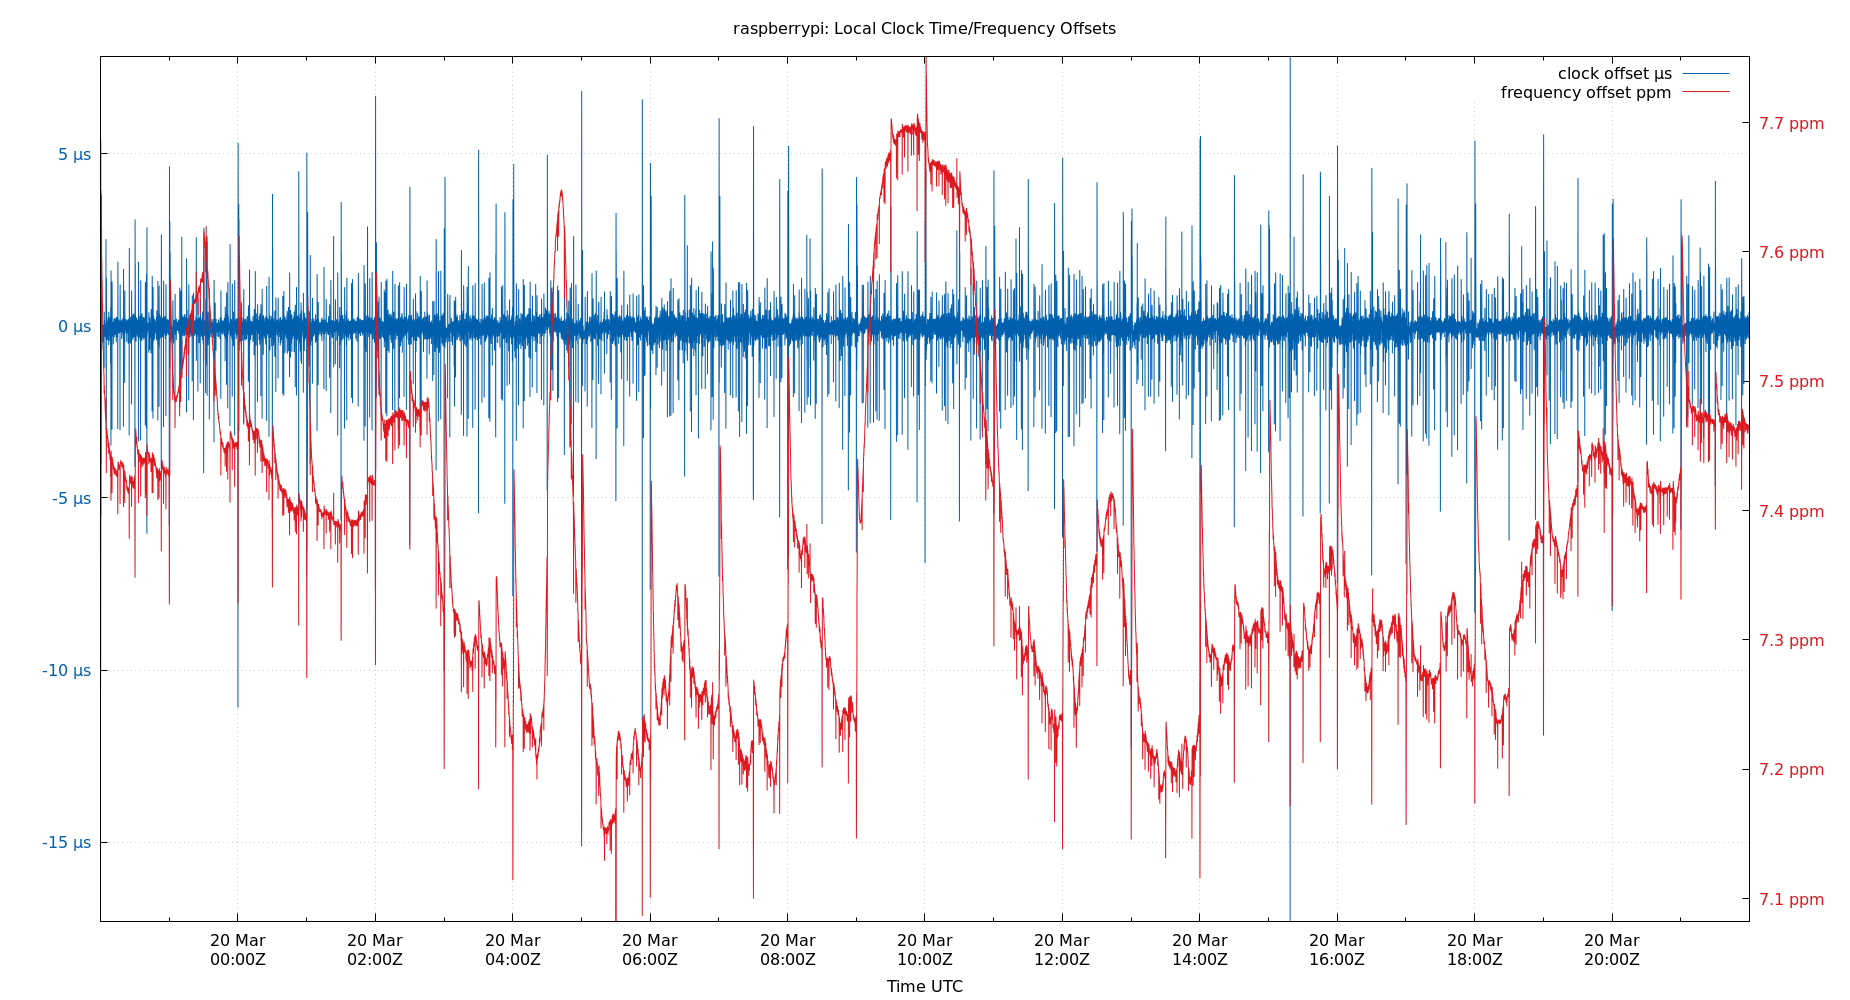 raspberrypi: Local Clock Time/Frequency Offsets
clock offset µs
frequency offset ppm
5 µs
0 µs
-5 µs
-10 µs
-15 µs
7.7 ppm
7.6 ppm
7.5 ppm
7.4 ppm
7.3 ppm
7.2 ppm
7.1 ppm
20 Mar 20 Mar 20 Mar 20 Mar 20 Mar 20 Mar 20 Mar 20 Mar 20 Mar 20 Mar 20 Mar
00:00Z 02:00Z 04:00Z 06:00Z 08:00Z 10:00Z 12:00Z 14:00Z 16:00Z 18:00Z 20:00Z
Time UTC